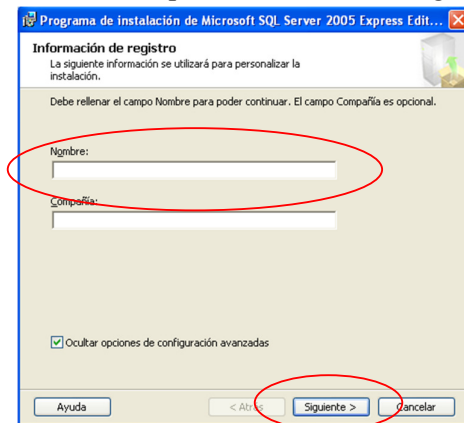 Programa de instalación de Microsoft SQL Server 2005 Express Edit...
Información de registro
La siguiente información se utilizará para personalizar la
instalación.
Debe rellenar el campo Nombre para poder continuar. El campo Compañía es opcional.
Nombre:
Compañía:
Ocultar opciones de configuración avanzadas
Ayuda
< Atrás
Siguiente >
Cancelar